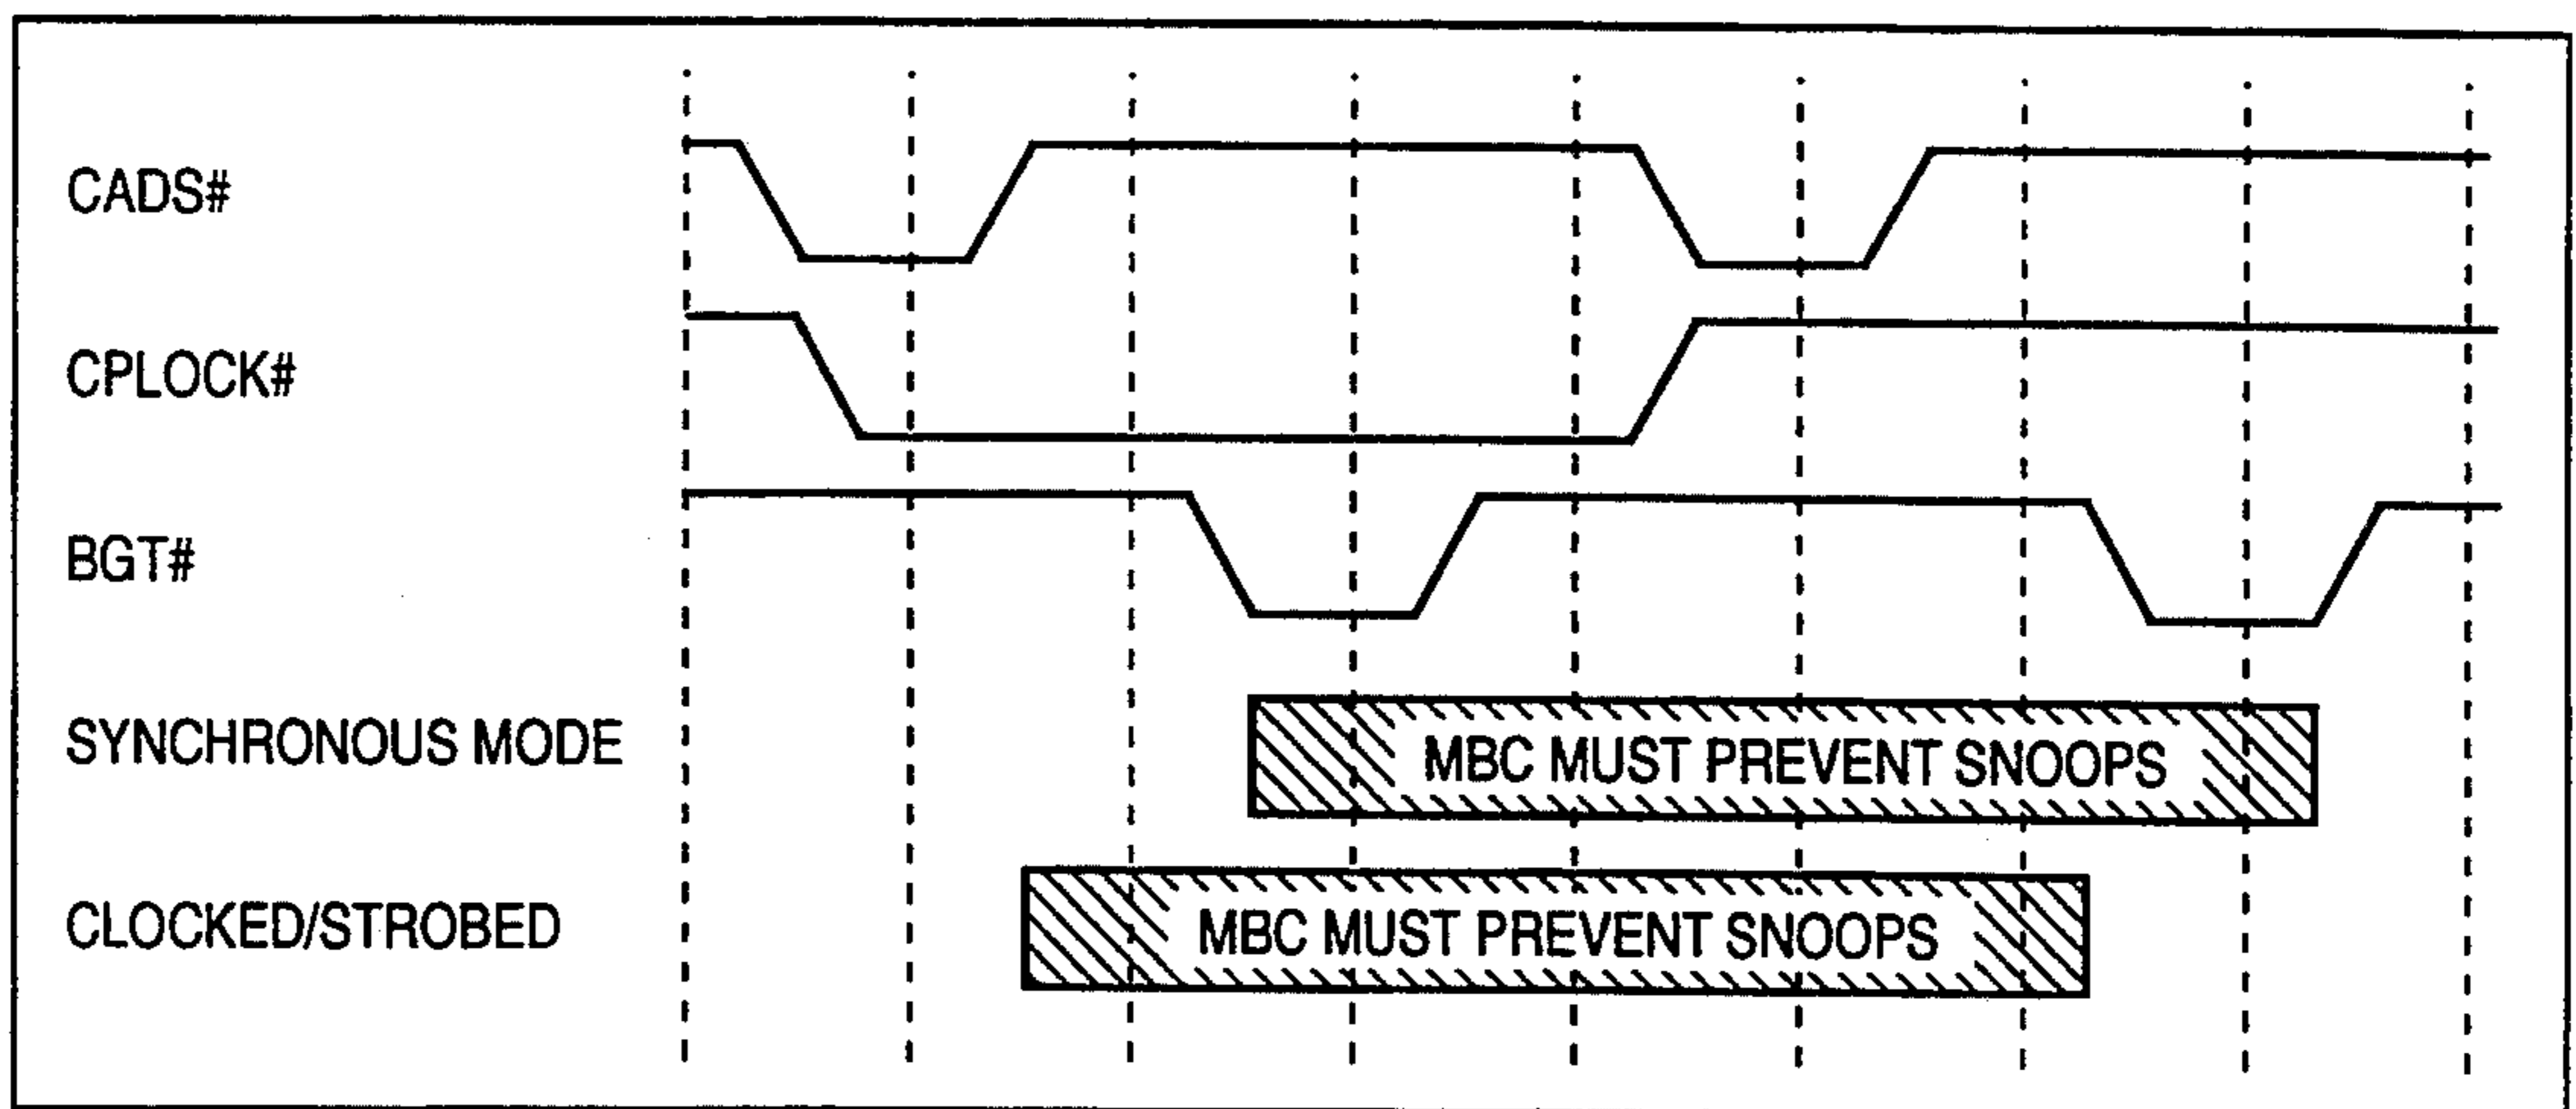 CADS#
CPLOCK#
BGT#
SYNCHRONOUS MODE
MBC MUST PREVENT SNOOPS
CLOCKED/STROBED
MBC MUST PREVENT SNOOPS